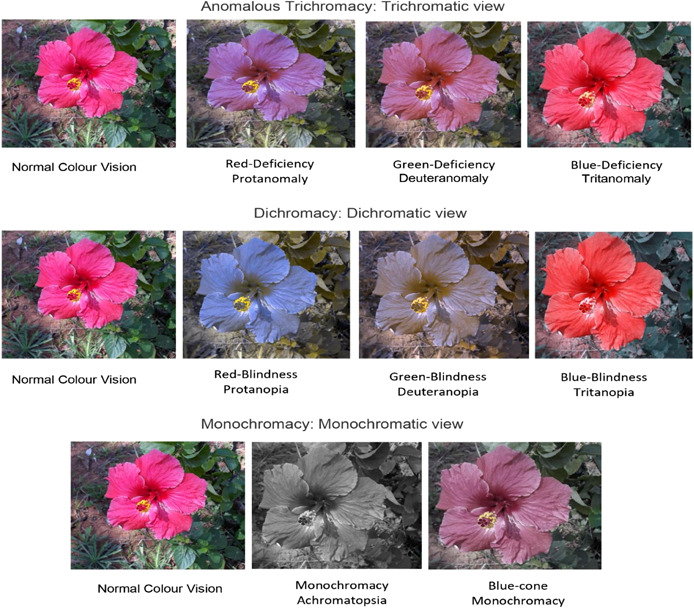 Anomalous Trichromacy: Trichromatic view
Normal Colour Vision
Red-Deficiency
Protanomaly
Green-Deficiency
Deuteranomaly
Blue-Deficiency
Tritanomaly
Dichromacy: Dichromatic view
Normal Colour Vision
Red-Blindness
Protanopia
Green-Blindness
Deuteranopia
Blue-Blindness
Tritanopia
Monochromacy: Monochromatic view
Normal Colour Vision
Monochromacy
Achromatopsia
Blue-cone
Monochromacy